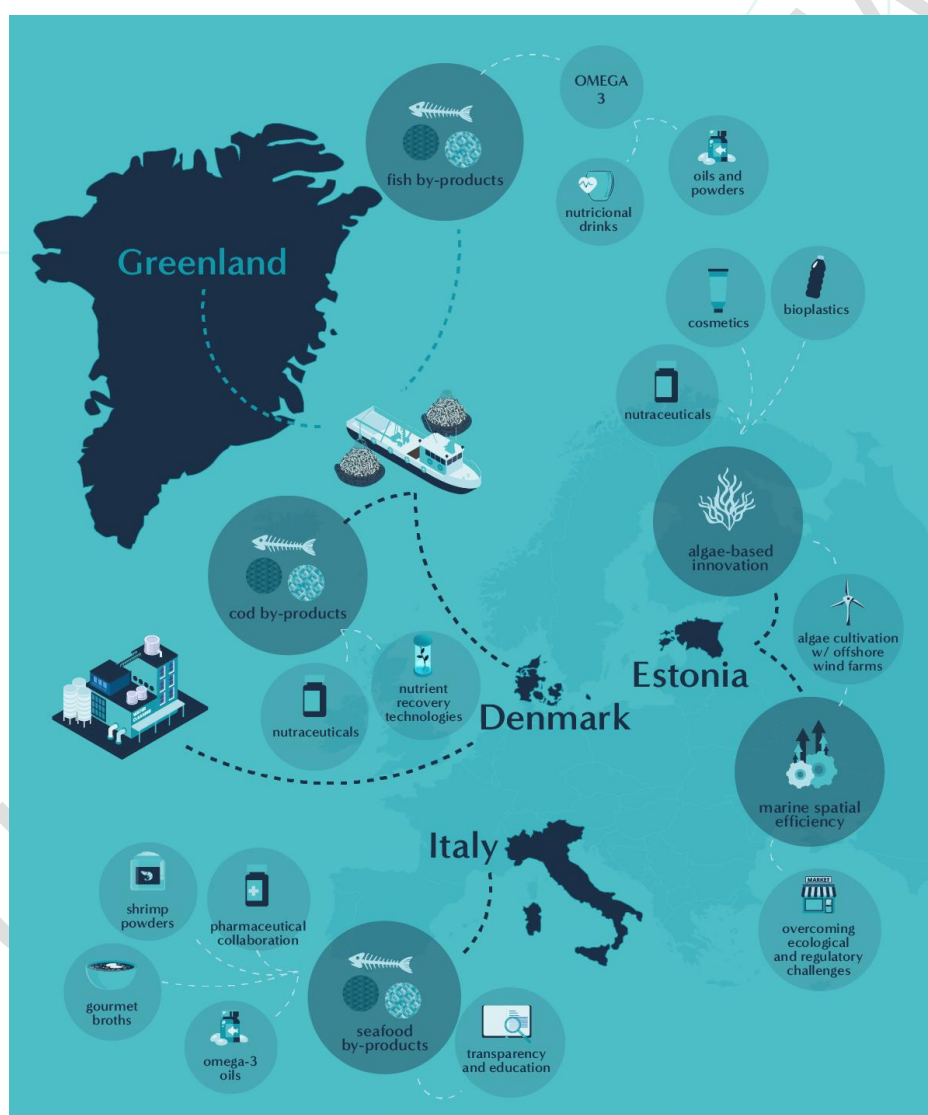 OMEGA
3
fish by-products
oils and
powders
nutricional
drinks
Greenland
cosmetics
bioplastics
nutraceuticals
algae-based
innovation
cod by-products
algae cultivation
w/ offshore
wind farms
Estonia
nutrient
recovery
technologies
nutraceuticals
Denmark
marine spatial
efficiency
Italy
shrimp
powders
pharmaceutical
collaboration
MARKET
overcoming
ecological
and regulatory
challenges
gourmet
broths
seafood
by-products
omega-3
oils
transparency
and education